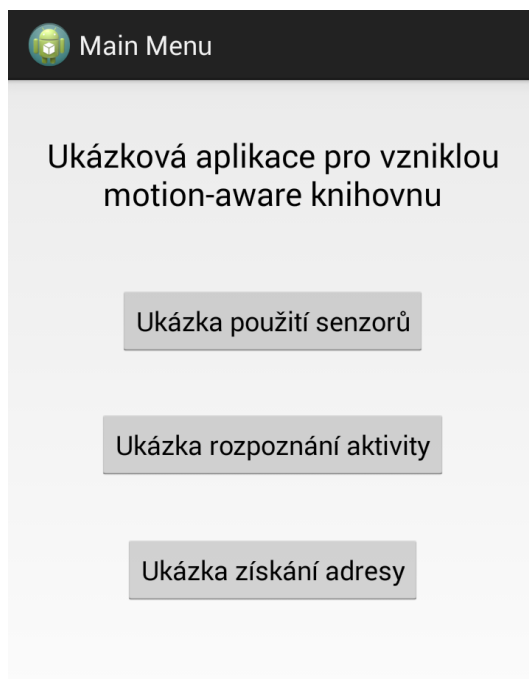 Main Menu
Ukázková aplikace pro vzniklou
motion-aware knihovnu
Ukázka použití senzorů
Ukázka rozpoznání aktivity
Ukázka získání adresy